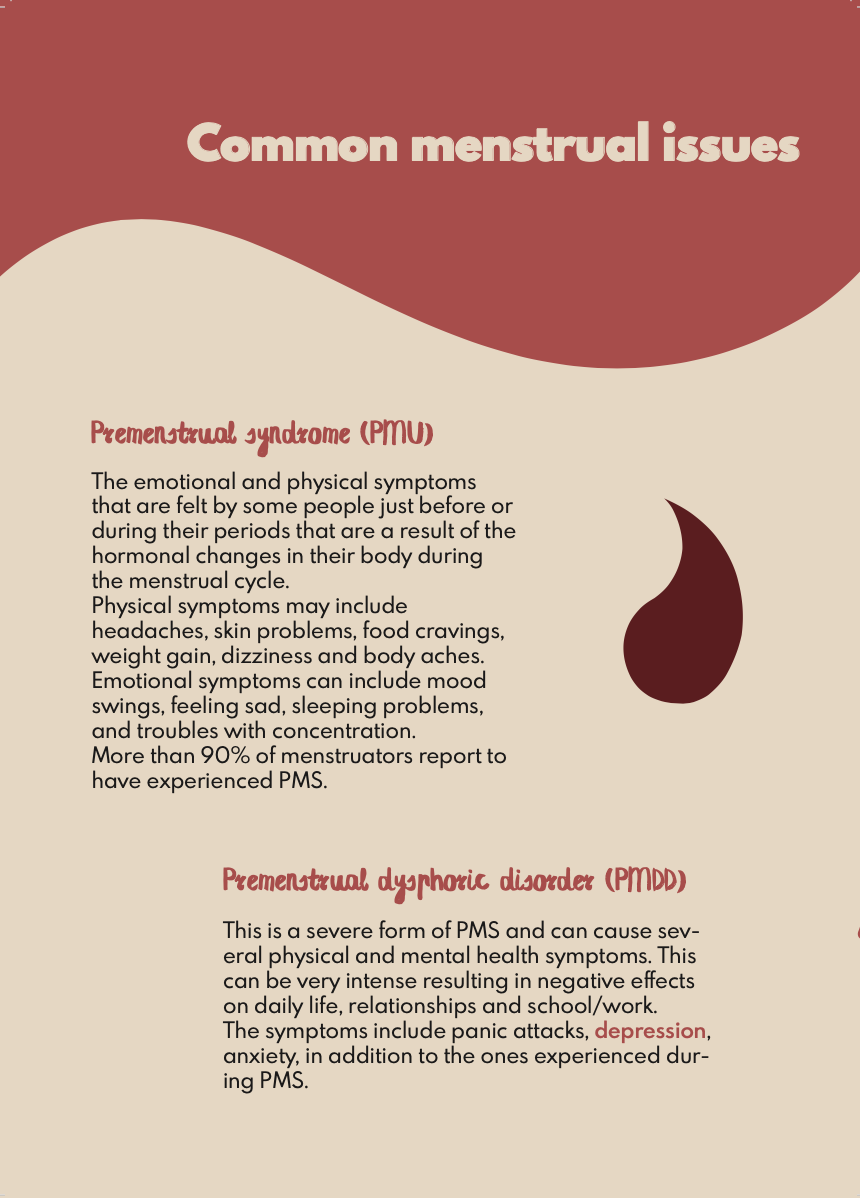 Common menstrual issues
Premenstrual syndrome (PMU)
The emotional and physical symptoms
that are felt by some people just before or
during their periods that are a result of the
hormonal changes in their body during
the menstrual cycle.
Physical symptoms may include
headaches, skin problems, food cravings,
weight gain, dizziness and body aches.
Emotional symptoms can include mood
swings, feeling sad, sleeping problems,
and troubles with concentration.
More than 90% of menstruators report to
have experienced PMS.
Premenstrual dysphoric disorder (PMDD)
This is a severe form of PMS and can cause sev-
eral physical and mental health symptoms. This
can be very intense resulting in negative effects
on daily life, relationships and school/work.
The symptoms include panic attacks, depression,
anxiety, in addition to the ones experienced dur-
ing PMS.